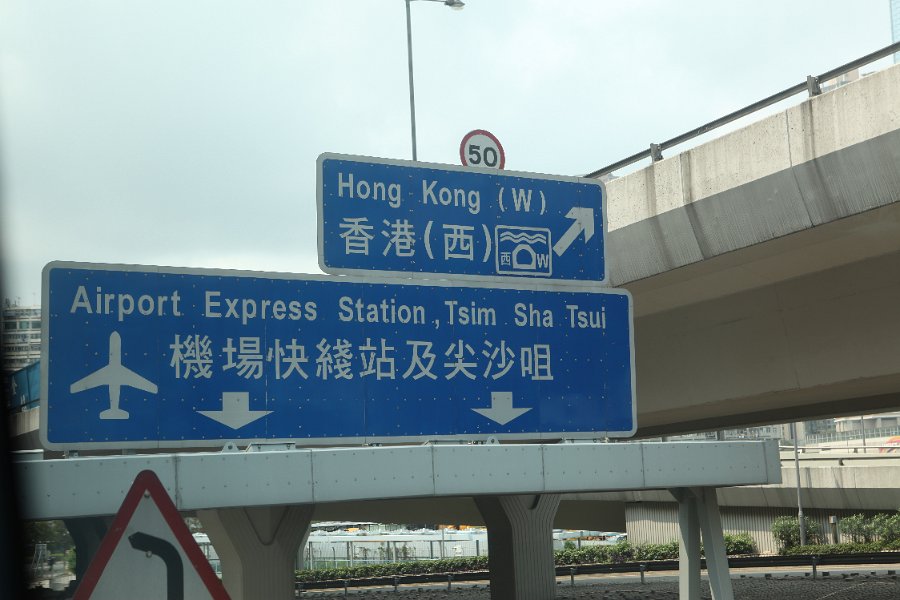 50
Hong Kong (W)
香港(西)
西 W
Airport Express Station, Tsim Sha Tsui
機場快綫站及尖沙咀